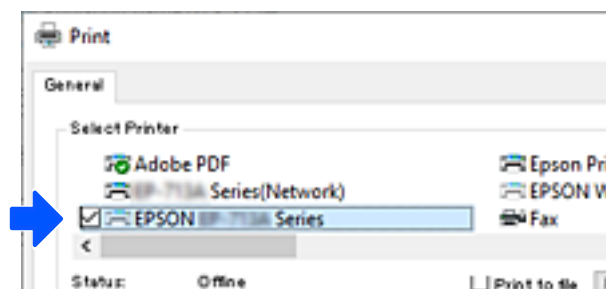 Print
General
Select Printer
Adobe PDF
Epson Pri
Series(Network)
EPSON W
EPSON Series
Fax
Status: Offline
Print to file